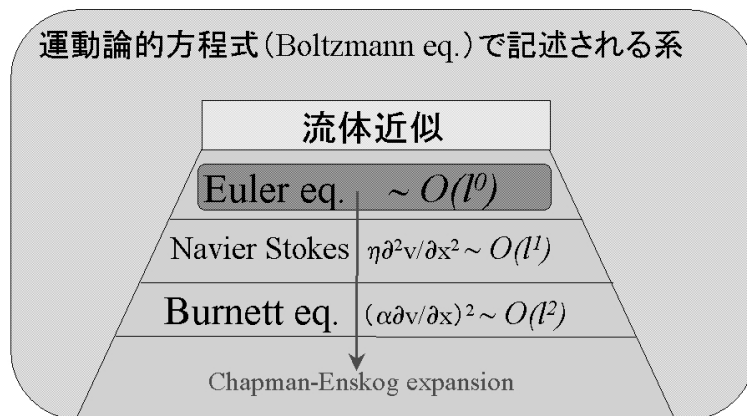 運動論的方程式(Boltzmann eq.)で記述される系
流体近似
Euler eq. ~ O(l⁰)
Navier Stokes η∂²v/∂x² ~ O(l¹)
Burnett eq. (α∂v/∂x)² ~ O(l²)
Chapman-Enskog expansion